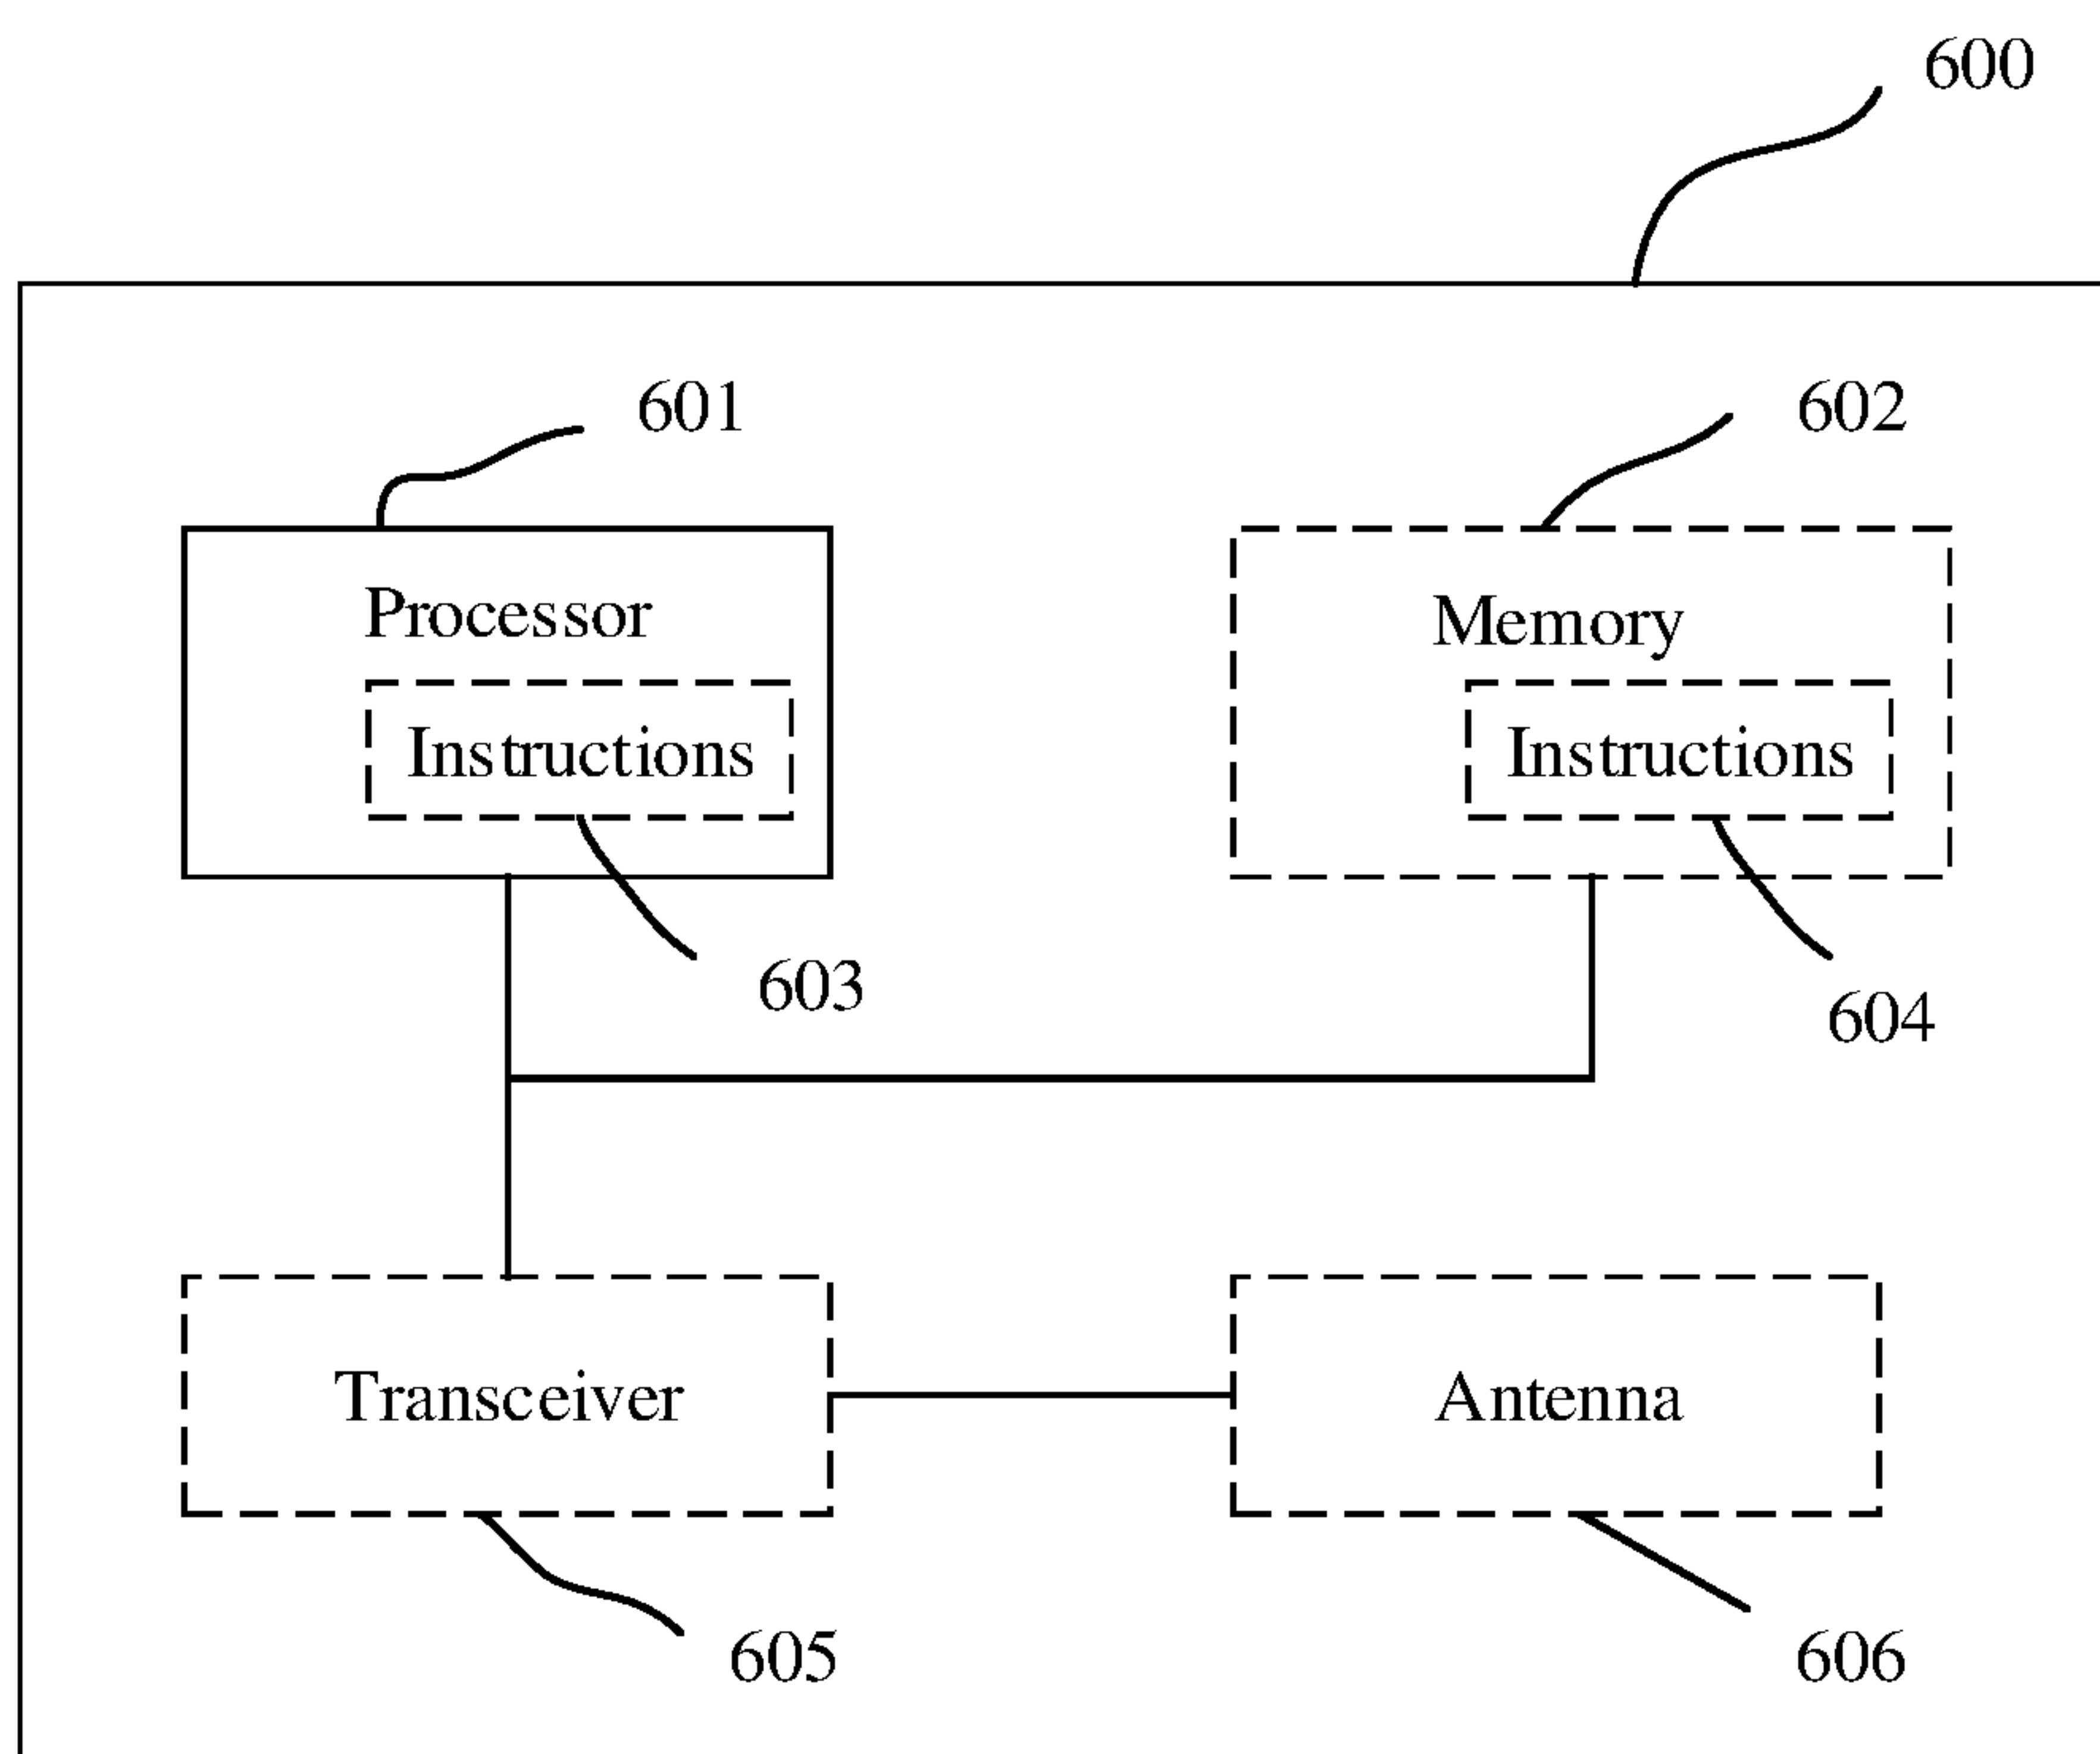 600
601
602
Processor
Memory
Instructions
Instructions
603
604
Transceiver
Antenna
605
606